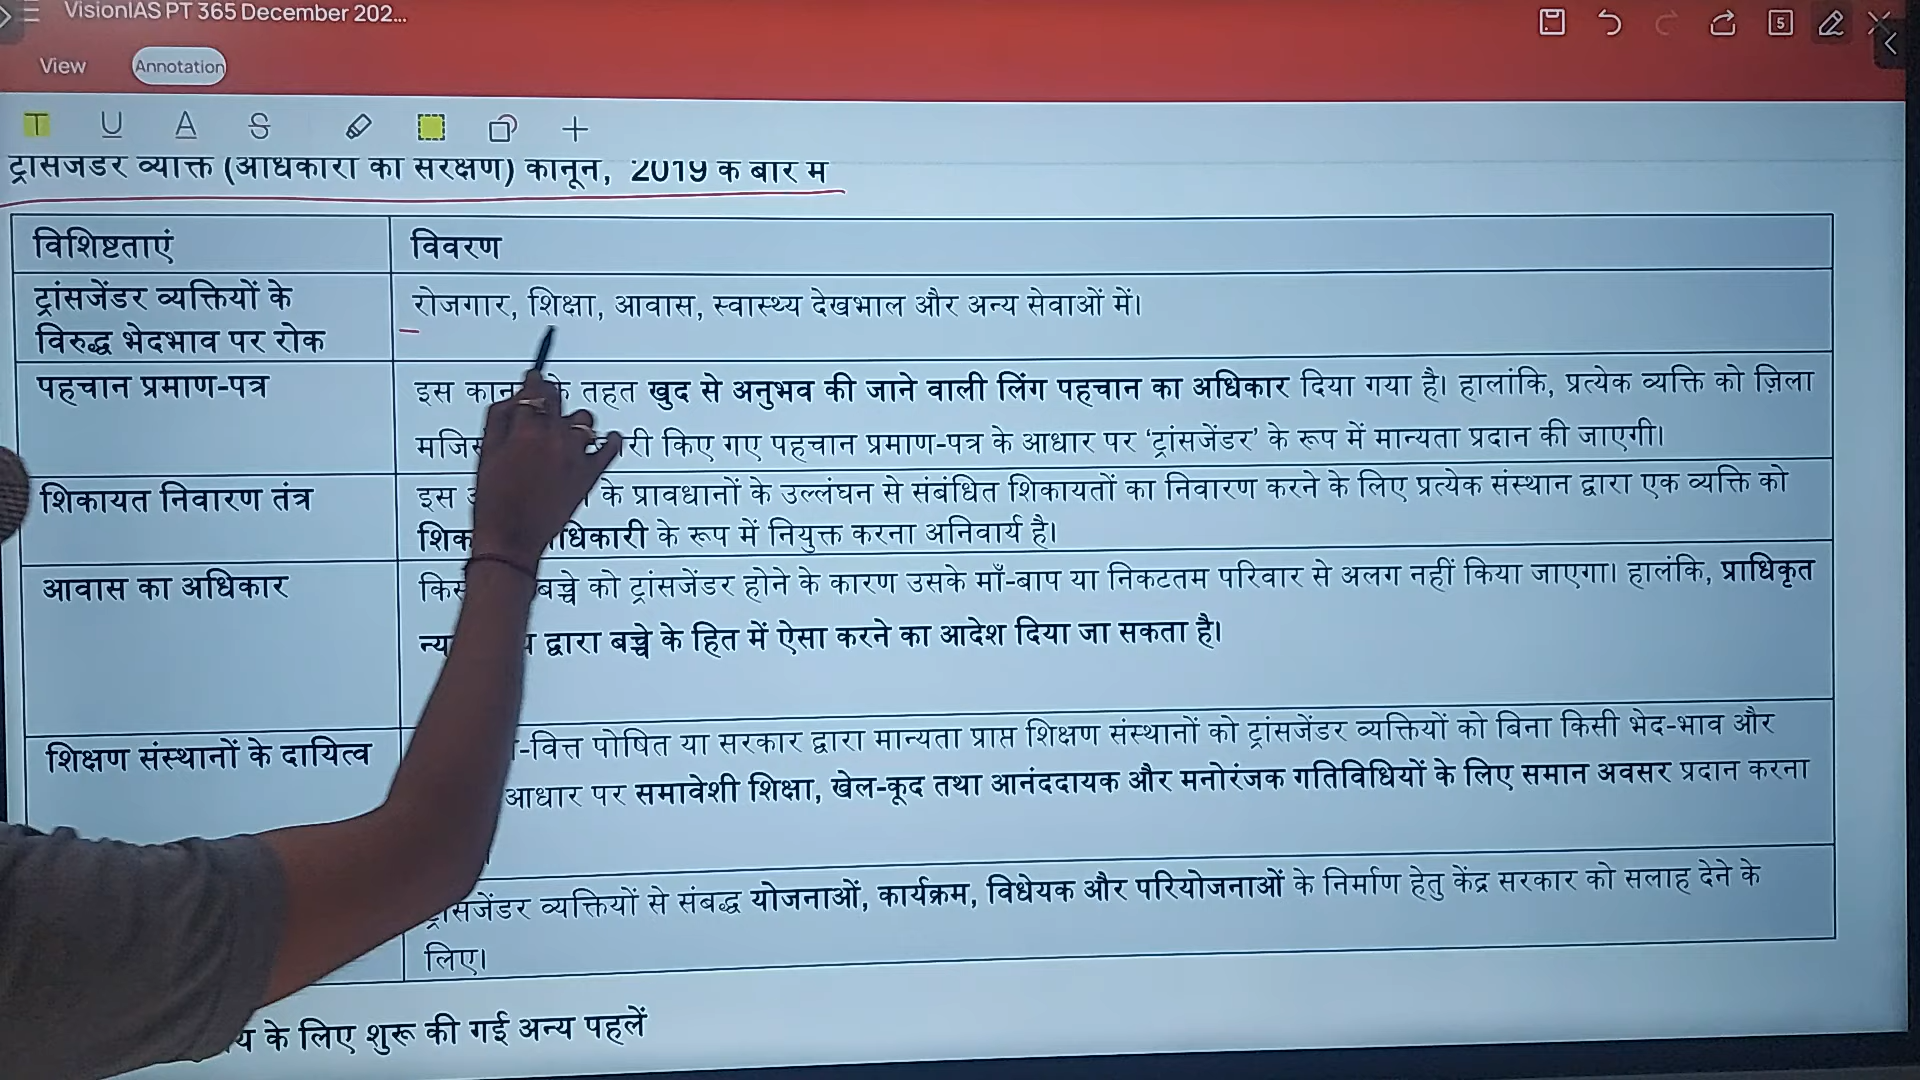 VisionIAS PT 365 December 202...
5
View
Annotation
T U A S
ट्रांसजेंडर व्यक्ति (अधिकारों का संरक्षण) कानून, 2019 के बारे में
विशिष्टताएं
विवरण
ट्रांसजेंडर व्यक्तियों के
विरुद्ध भेदभाव पर रोक
रोजगार, शिक्षा, आवास, स्वास्थ्य देखभाल और अन्य सेवाओं में।
पहचान प्रमाण-पत्र
इस तहत खुद से अनुभव की जाने वाली लिंग पहचान का अधिकार दिया गया है। हालांकि, प्रत्येक व्यक्ति को ज़िला
किए गए पहचान प्रमाण-पत्र के आधार पर ‘ट्रांसजेंडर’ के रूप में मान्यता प्रदान की जाएगी।
शिकायत निवारण तंत्र
इस के प्रावधानों के उल्लंघन से संबंधित शिकायतों का निवारण करने के लिए प्रत्येक संस्थान द्वारा एक व्यक्ति को
के रूप में नियुक्त करना अनिवार्य है।
आवास का अधिकार
बच्चे को ट्रांसजेंडर होने के कारण उसके माँ-बाप या निकटतम परिवार से अलग नहीं किया जाएगा। हालंकि, प्राधिकृत
द्वारा बच्चे के हित में ऐसा करने का आदेश दिया जा सकता है।
शिक्षण संस्थानों के दायित्व
-वित्त पोषित या सरकार द्वारा मान्यता प्राप्त शिक्षण संस्थानों को ट्रांसजेंडर व्यक्तियों को बिना किसी भेद-भाव और
आधार पर समावेशी शिक्षा, खेल-कूद तथा आनंददायक और मनोरंजक गतिविधियों के लिए समान अवसर प्रदान करना
ट्रांसजेंडर व्यक्तियों से संबद्ध योजनाओं, कार्यक्रम, विधेयक और परियोजनाओं के निर्माण हेतु केंद्र सरकार को सलाह देने के
लिए।
के लिए शुरू की गई अन्य पहलें